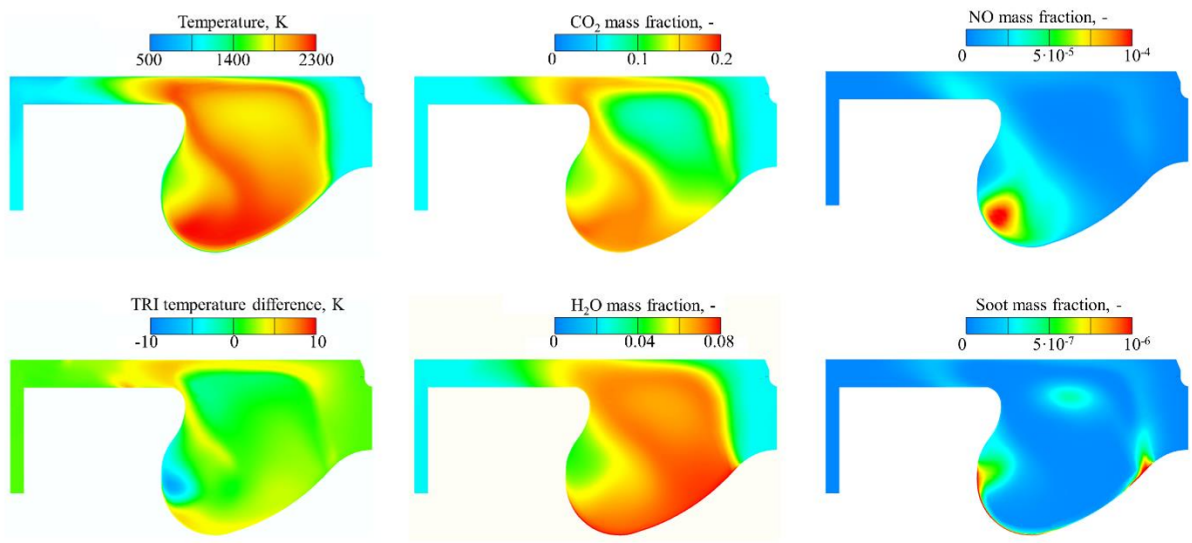 Temperature, K
500 1400 2300
CO₂ mass fraction, -
0 0.1 0.2
NO mass fraction, -
0 5·10⁻⁵ 10⁻⁴
TRI temperature difference, K
-10 0 10
H₂O mass fraction, -
0 0.04 0.08
Soot mass fraction, -
0 5·10⁻⁷ 10⁻⁶